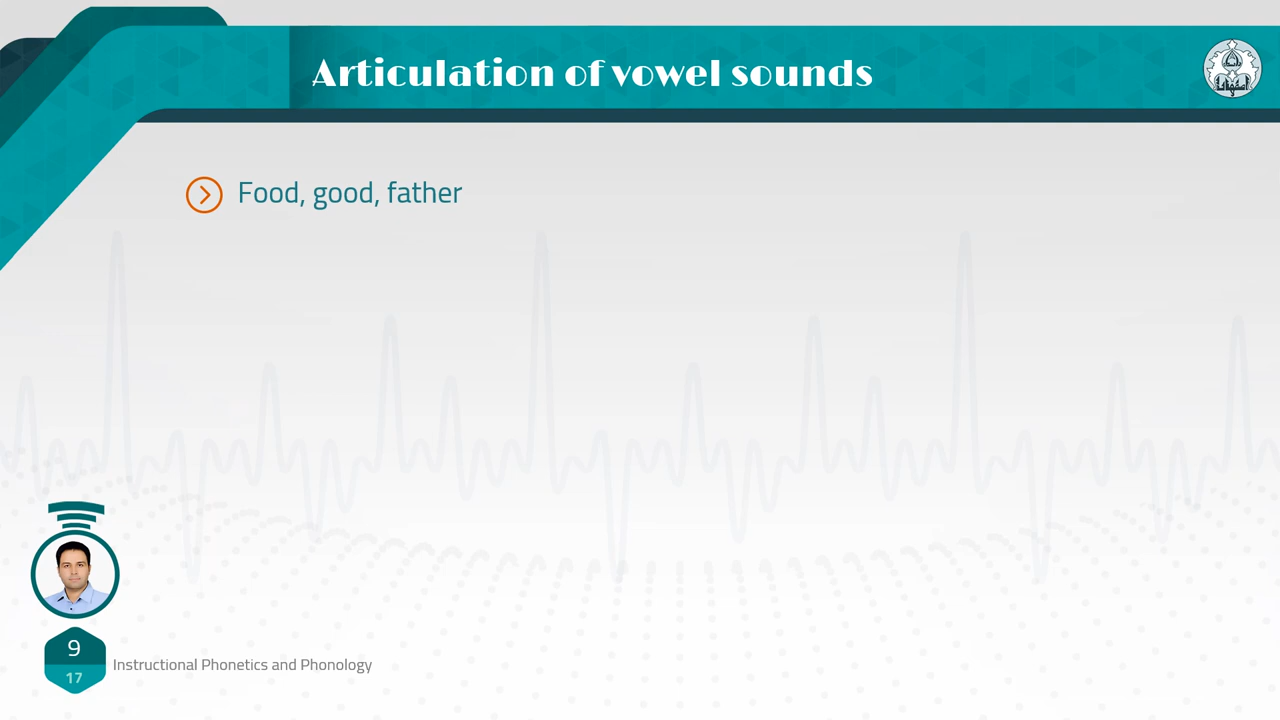 Articulation of vowel sounds
Food, good, father
9
17
Instructional Phonetics and Phonology